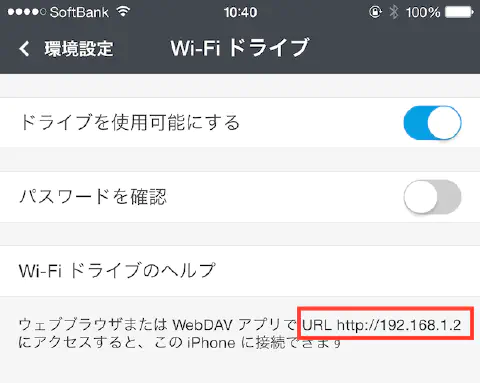 SoftBank 10:40 100%
環境設定 Wi-Fi ドライブ
ドライブを使用可能にする
パスワードを確認
Wi-Fi ドライブのヘルプ
ウェブブラウザまたは WebDAV アプリで URL http://192.168.1.2
にアクセスすると、この iPhone に接続できます